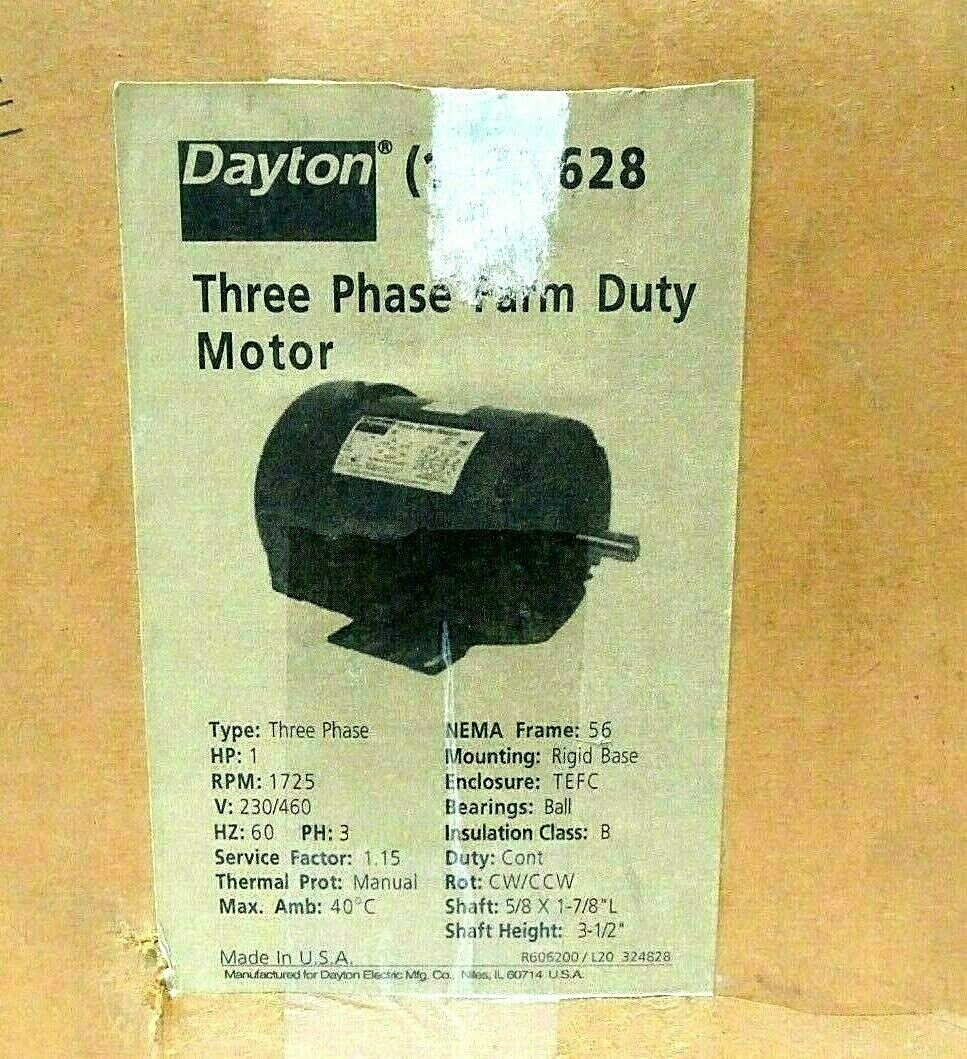 Dayton® ( 628
Three Phase Farm Duty
Motor
Type: Three Phase
HP: 1
RPM: 1725
V: 230/460
HZ: 60 PH: 3
Service Factor: 1.15
Thermal Prot: Manual
Max. Amb: 40°C
NEMA Frame: 56
Mounting: Rigid Base
Enclosure: TEFC
Bearings: Ball
Insulation Class: B
Duty: Cont
Rot: CW/CCW
Shaft: 5/8 X 1-7/8"L
Shaft Height: 3-1/2"
Made In U.S.A.
R606200 / L20 324828
Manufactured for Dayton Electric Mfg. Co., Niles, IL 60714 U.S.A.